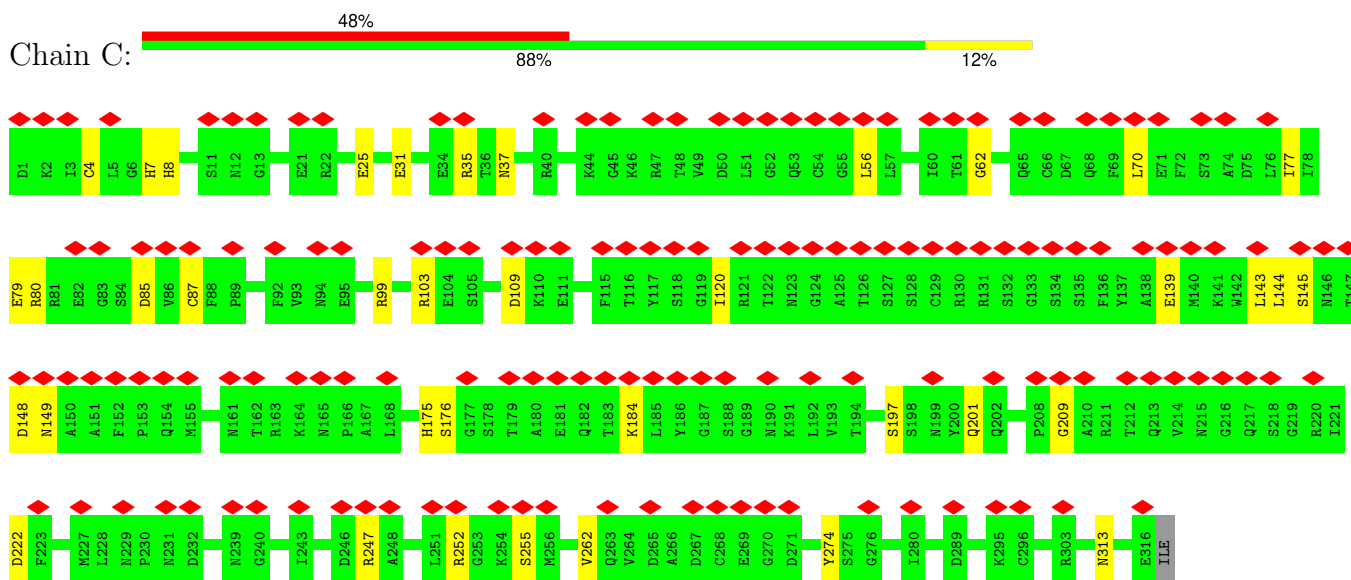 48%
Chain C:
88% 12%
D1 K2 I3 C4 L5 G6 H7 H8 S11 N12 G13 E21 R22 E25 E31 E34 R35 T36 N37 R40 K44 G45 K46 R47 T48 V49 D50 L51 G52 Q53 C54 G55 L56 L57 I60 T61 G62 Q65 C66 D67 Q68 F69 L70 E71 F72 S73 A74 D75 L76 I77 I78
E79 R80 R81 E82 G83 S84 D85 V86 C87 F88 P89 F92 V93 N94 E95 R99 R103 E104 S105 D109 K110 E111 F115 T116 Y117 S118 G119 I120 R121 T122 N123 G124 A125 T126 S127 S128 C129 R130 R131 S132 G133 S134 S135 F136 Y137 A138 E139 M140 K141 W142 L143 L144 S145 N146 T147
D148 N149 A150 A151 F152 P153 Q154 M155 N161 T162 R163 K164 N165 P166 A167 L168 H175 S176 G177 S178 T179 A180 E181 Q182 T183 K184 L185 Y186 G187 S188 G189 N190 K191 L192 V193 T194 S197 S198 N199 Y200 Q201 Q202 P208 G209 A210 R211 T212 Q213 V214 N215 G216 Q217 S218 G219 R220 I221
D222 F223 M227 L228 N229 P230 N231 D232 N239 G240 I243 D246 R247 A248 L251 R252 G253 K254 S255 M256 V262 Q263 V264 D265 A266 D267 C268 E269 G270 D271 Y274 S275 G276 I280 D289 K295 C296 R303 N313 E316 ILE